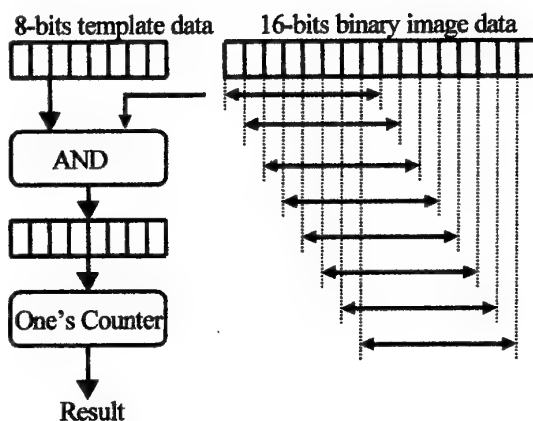 8-bits template data
16-bits binary image data
AND
One's Counter
Result